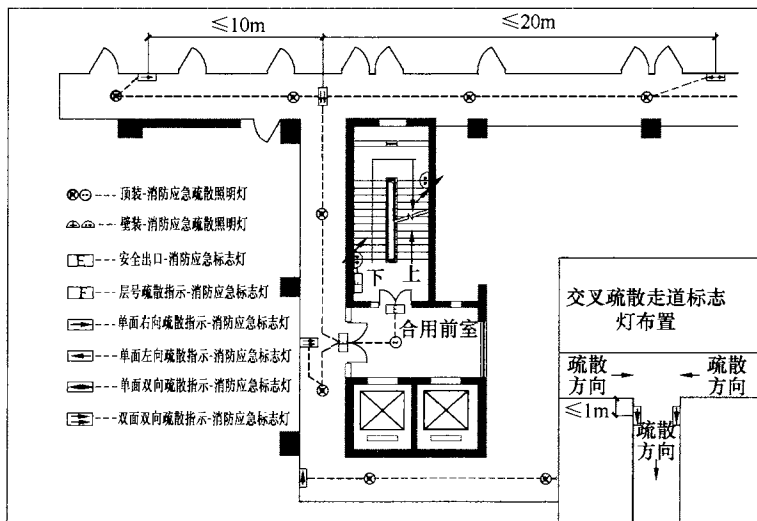 ≤10m
≤20m
顶装-消防应急疏散照明灯
壁装-消防应急疏散照明灯
E 安全出口-消防应急标志灯
F 层号疏散指示-消防应急标志灯
单面右向疏散指示-消防应急标志灯
单面左向疏散指示-消防应急标志灯
单面双向疏散指示-消防应急标志灯
双面双向疏散指示-消防应急标志灯
下
上
合用前室
交叉疏散走道标志
灯布置
疏散
方向
疏散
方向
≤1m
疏散
方向